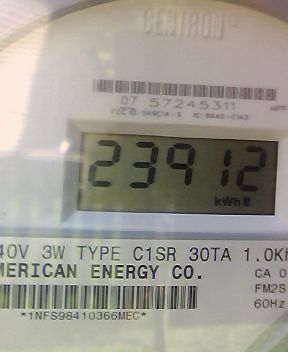 CENTRON®
07 57245311
23912
kWh
40V 3W TYPE C1SR 30TA 1.0K
MERICAN ENERGY CO.
CA 0
FM2S
60Hz
*1NFS98410366MEC*